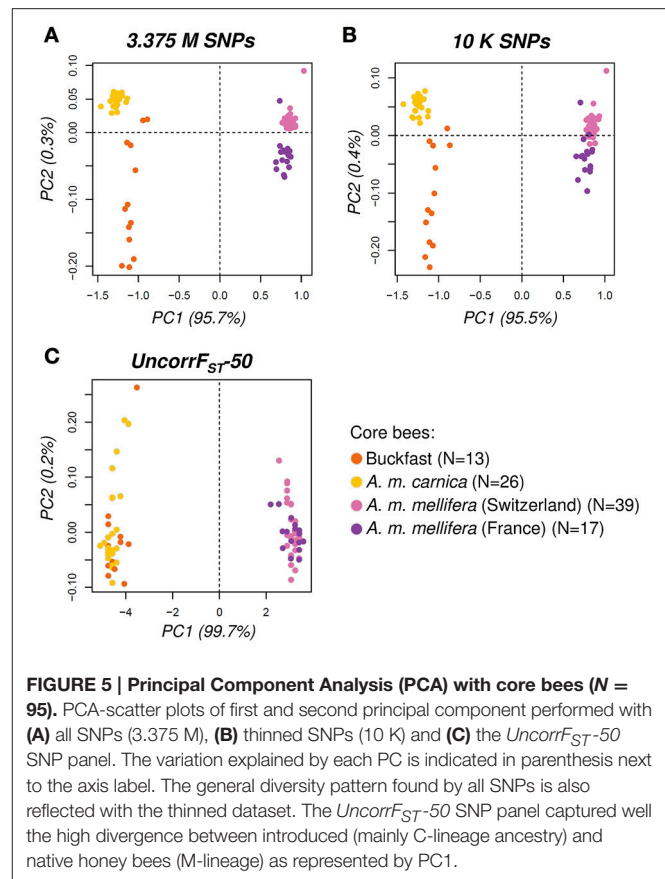 A
3.375 M SNPs
PC2 (0.3%)
0.10
0.05
0.00
-0.10
-0.20
-1.5
-1.0
-0.5
0.0
0.5
1.0
PC1 (95.7%)
B
10 K SNPs
PC2 (0.4%)
0.10
0.00
-0.10
-0.20
-1.5
-1.0
-0.5
0.0
0.5
1.0
PC1 (95.5%)
C
UncorrFST-50
PC2 (0.2%)
0.20
0.10
0.00
-0.10
-4
-2
0
2
PC1 (99.7%)
Core bees:
Buckfast (N=13)
A. m. carnica (N=26)
A. m. mellifera (Switzerland) (N=39)
A. m. mellifera (France) (N=17)
FIGURE 5 | Principal Component Analysis (PCA) with core bees (N =
95). PCA-scatter plots of first and second principal component performed with
(A) all SNPs (3.375 M), (B) thinned SNPs (10 K) and (C) the UncorrFST-50
SNP panel. The variation explained by each PC is indicated in parenthesis next
to the axis label. The general diversity pattern found by all SNPs is also
reflected with the thinned dataset. The UncorrFST-50 SNP panel captured well
the high divergence between introduced (mainly C-lineage ancestry) and
native honey bees (M-lineage) as represented by PC1.